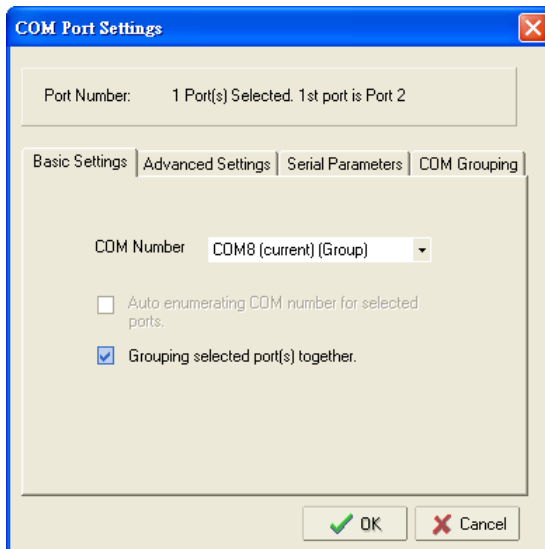 COM Port Settings
Port Number: 1 Port(s) Selected. 1st port is Port 2
Basic Settings Advanced Settings Serial Parameters COM Grouping
COM Number COM8 (current) (Group)
Auto enumerating COM number for selected
ports.
Grouping selected port(s) together.
OK Cancel